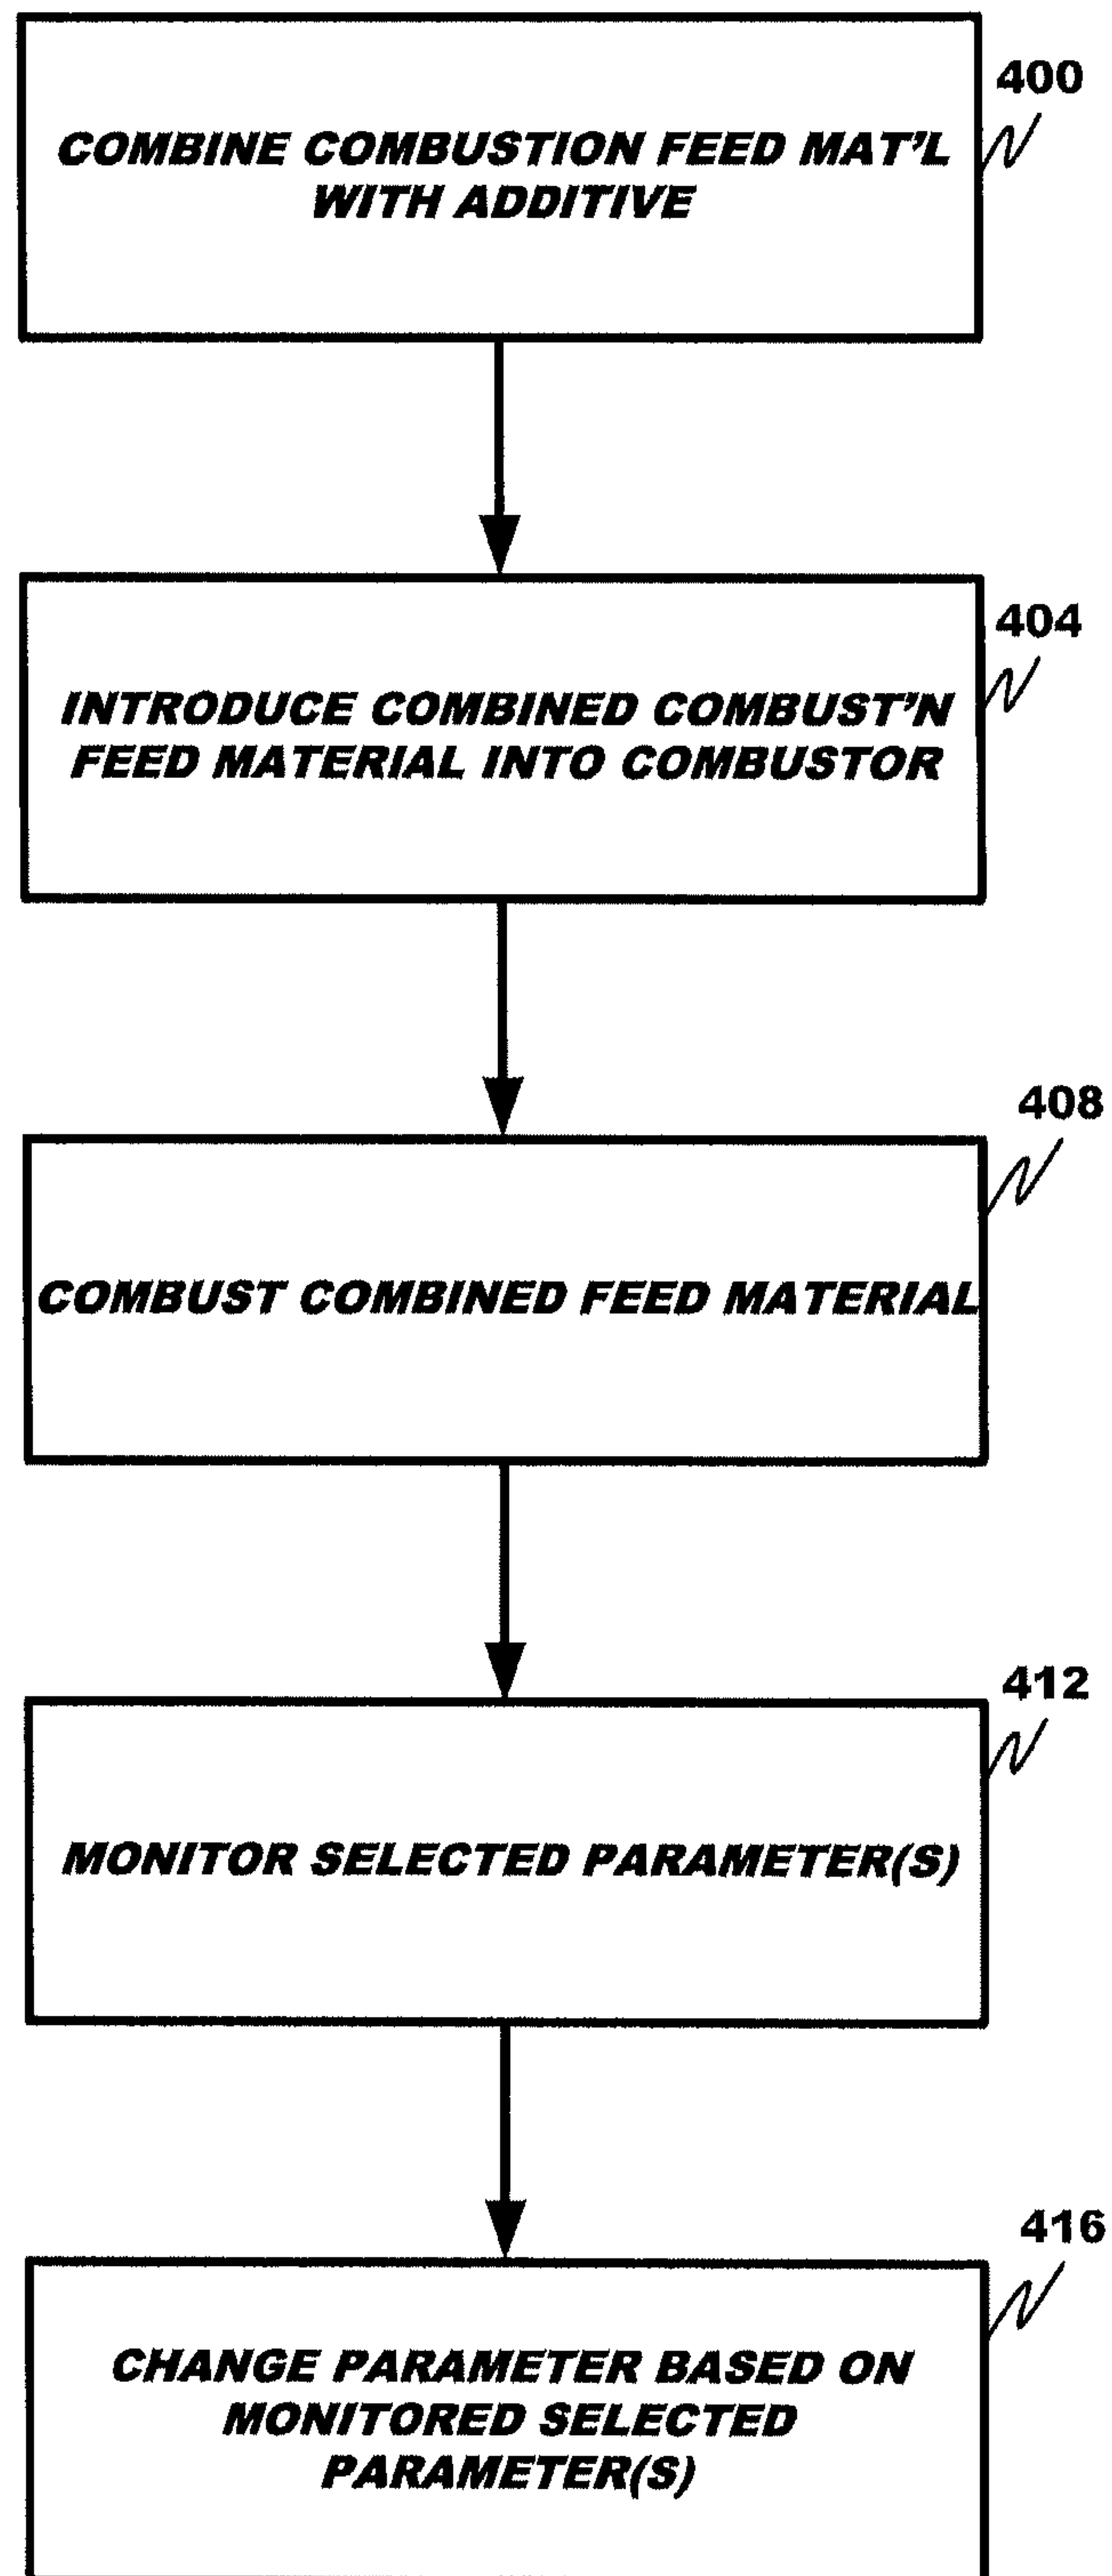 400
COMBINE COMBUSTION FEED MAT'L
WITH ADDITIVE
404
INTRODUCE COMBINED COMBUST'N
FEED MATERIAL INTO COMBUSTOR
408
COMBUST COMBINED FEED MATERIAL
412
MONITOR SELECTED PARAMETER(S)
416
CHANGE PARAMETER BASED ON
MONITORED SELECTED
PARAMETER(S)